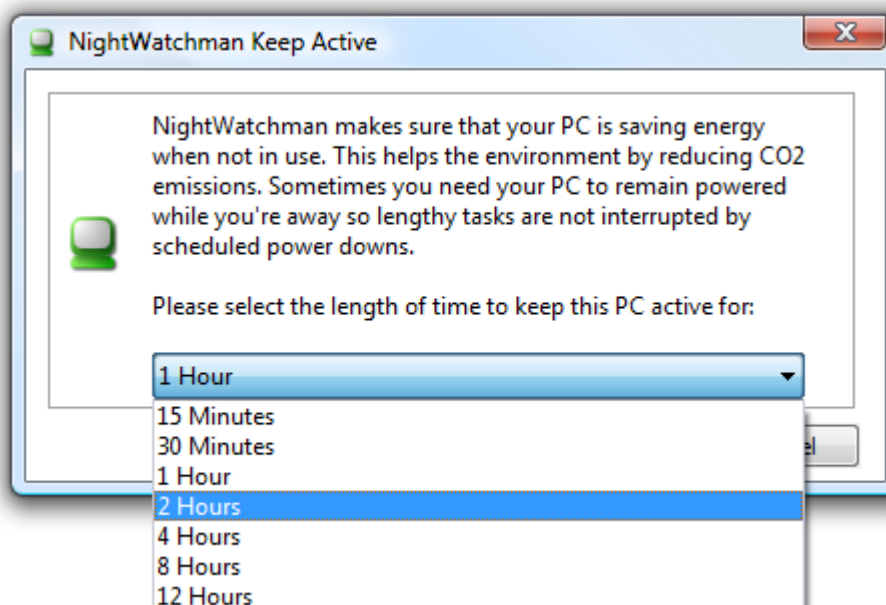 NightWatchman Keep Active
NightWatchman makes sure that your PC is saving energy
when not in use. This helps the environment by reducing CO2
emissions. Sometimes you need your PC to remain powered
while you're away so lengthy tasks are not interrupted by
scheduled power downs.
Please select the length of time to keep this PC active for:
1 Hour
15 Minutes
30 Minutes
1 Hour
2 Hours
4 Hours
8 Hours
12 Hours